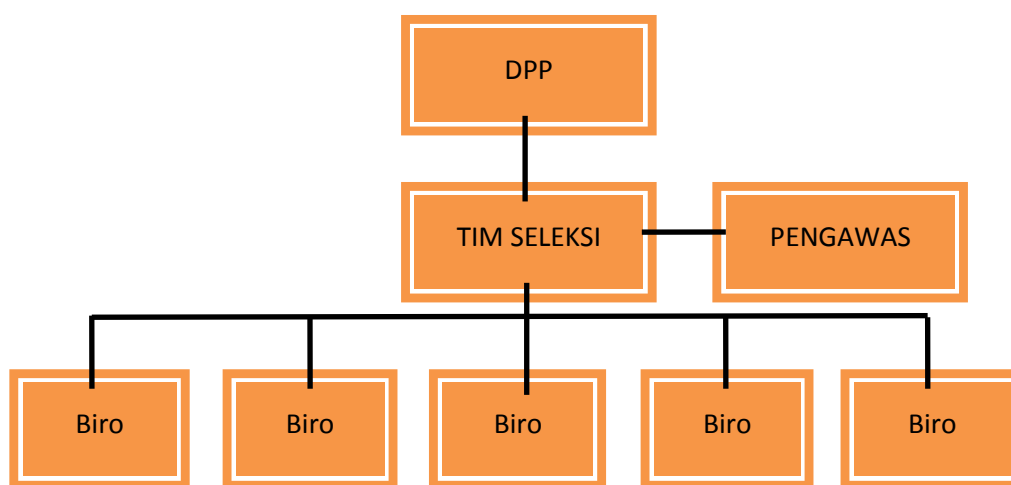 DPP
TIM SELEKSI
PENGAWAS
Biro
Biro
Biro
Biro
Biro